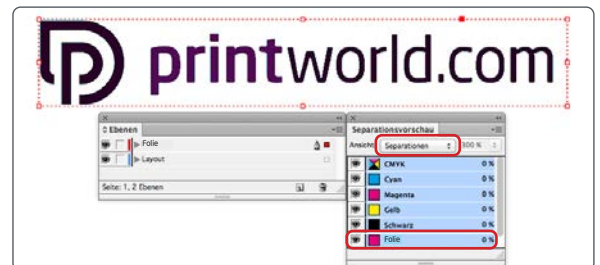 printworld.com
Ebenen
Folie
Layout
Seite: 1, 2 Ebenen
Separationsvorschau
Ansicht: Separationen 300 %
CMYK 0 %
Cyan 0 %
Magenta 0 %
Gelb 0 %
Schwarz 0 %
Folie 0 %